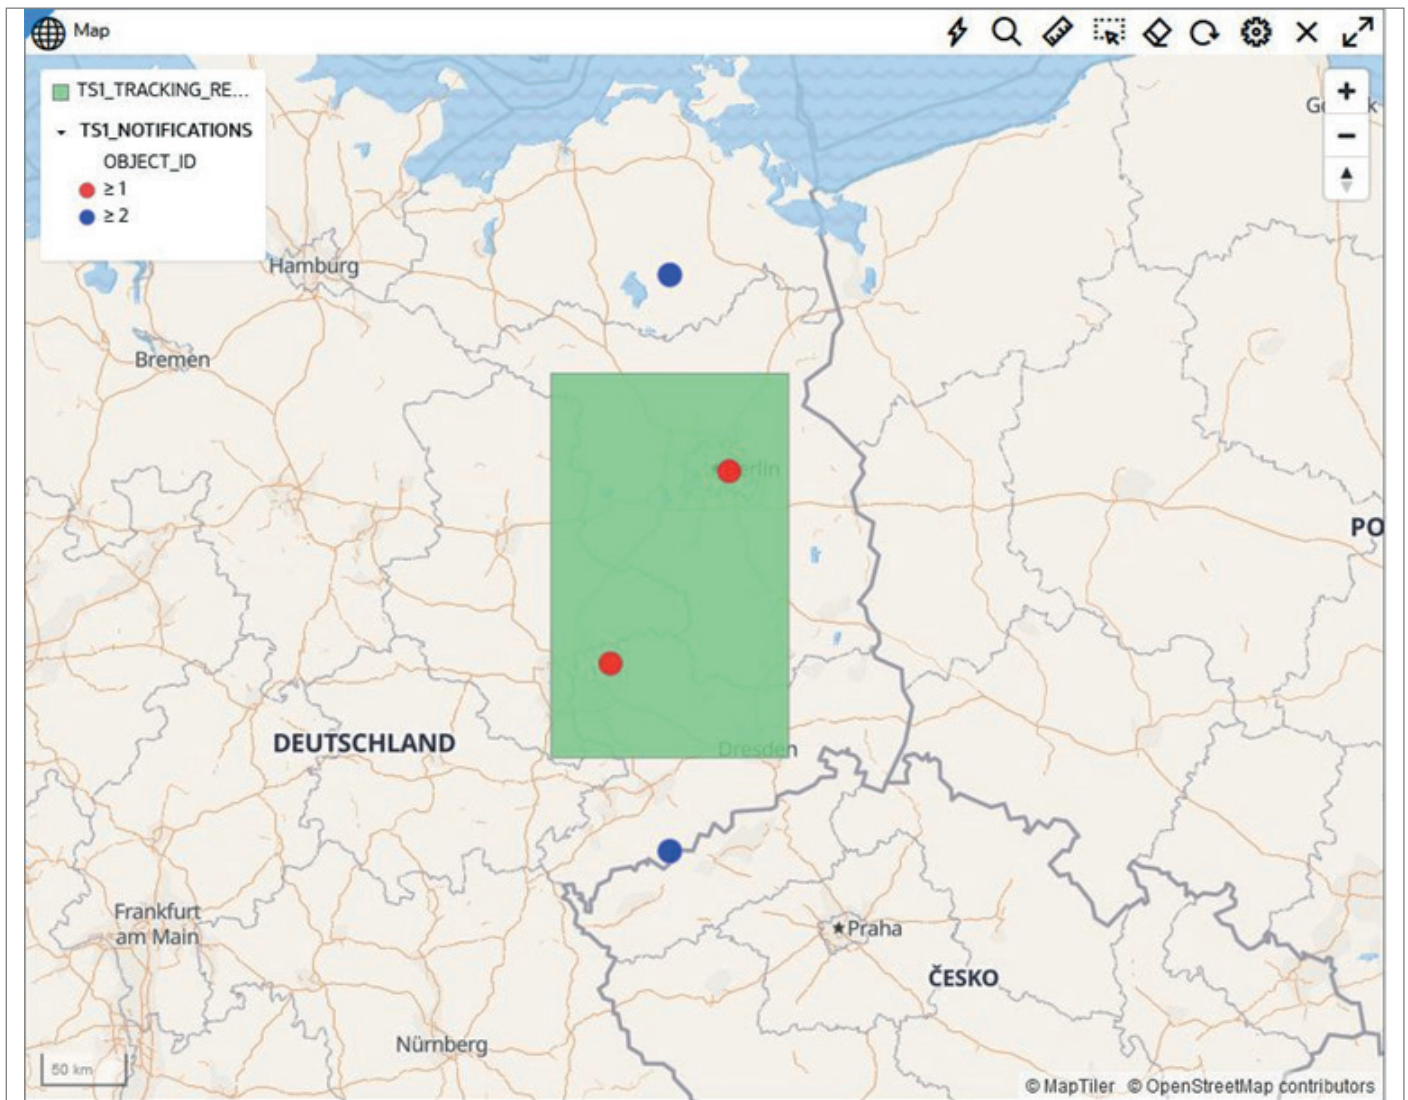 Map
TS1_TRACKING_RE...
TS1_NOTIFICATIONS
OBJECT_ID
≥ 1
≥ 2
+
−
Hamburg
Bremen
Dresden
DEUTSCHLAND
PO
Frankfurt
am Main
Praha
ČESKO
Nürnberg
50 km
© MapTiler © OpenStreetMap contributors